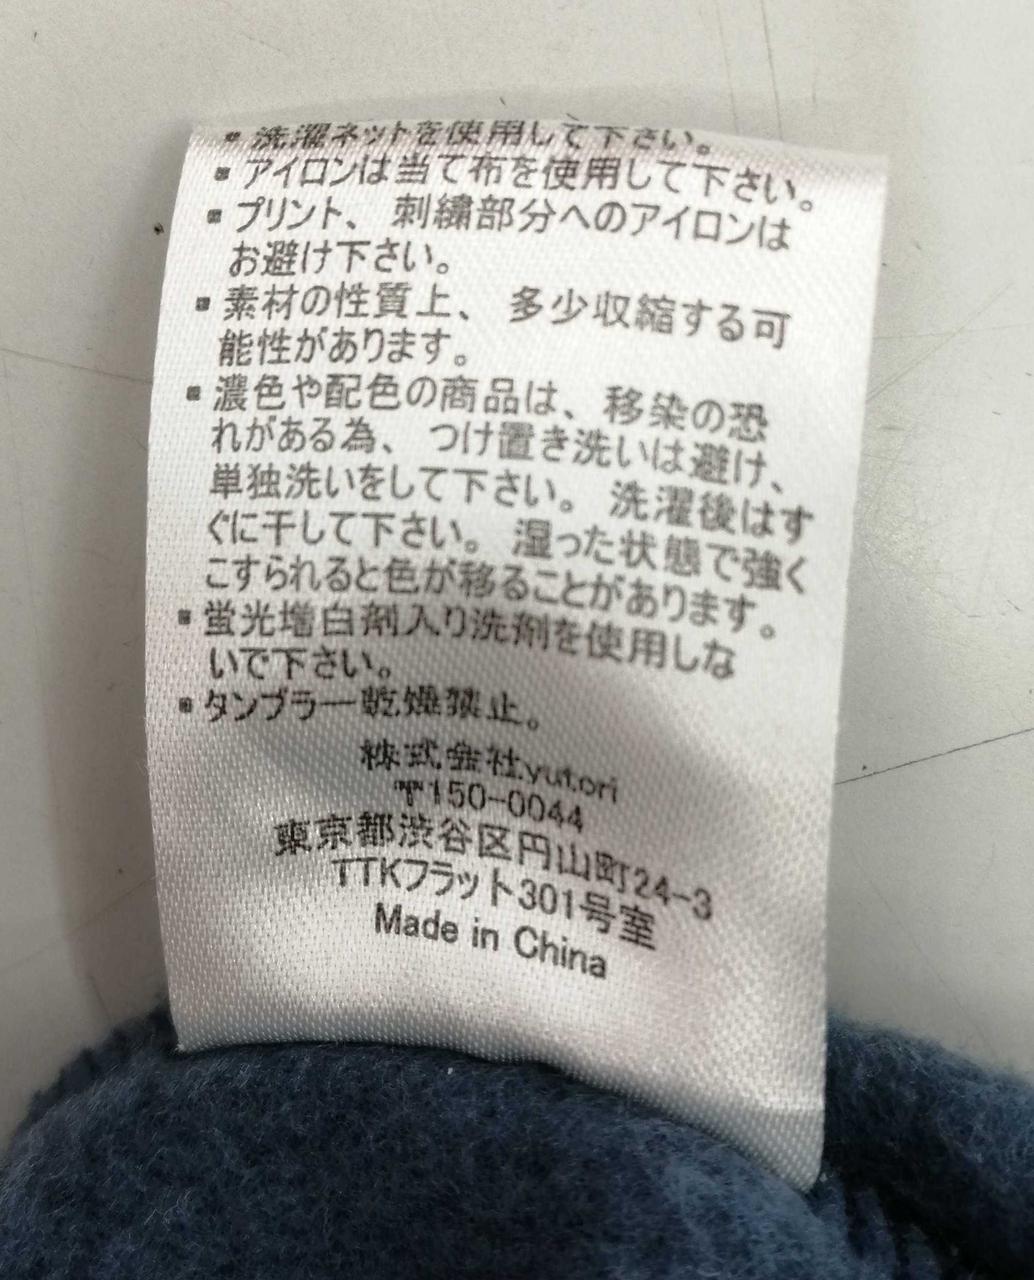 ▪ 洗濯ネットを使用して下さい。
▪ アイロンは当て布を使用して下さい。
▪ プリント、 刺繍部分へのアイロンは
お避け下さい。
▪ 素材の性質上、 多少収縮する可
能性があります。
▪ 濃色や配色の商品は、移染の恐
れがある為、 つけ置き洗いは避け、
単独洗いをして下さい。 洗濯後はす
ぐに干して下さい。 湿った状態で強く
こすられると色が移ることがあります。
▪ 蛍光増白剤入り洗剤を使用しな
いで下さい。
▪ タンブラー乾燥禁止。
株式会社yutori
〒150-0044
東京都渋谷区円山町24-3
TTKフラット301号室
Made in China